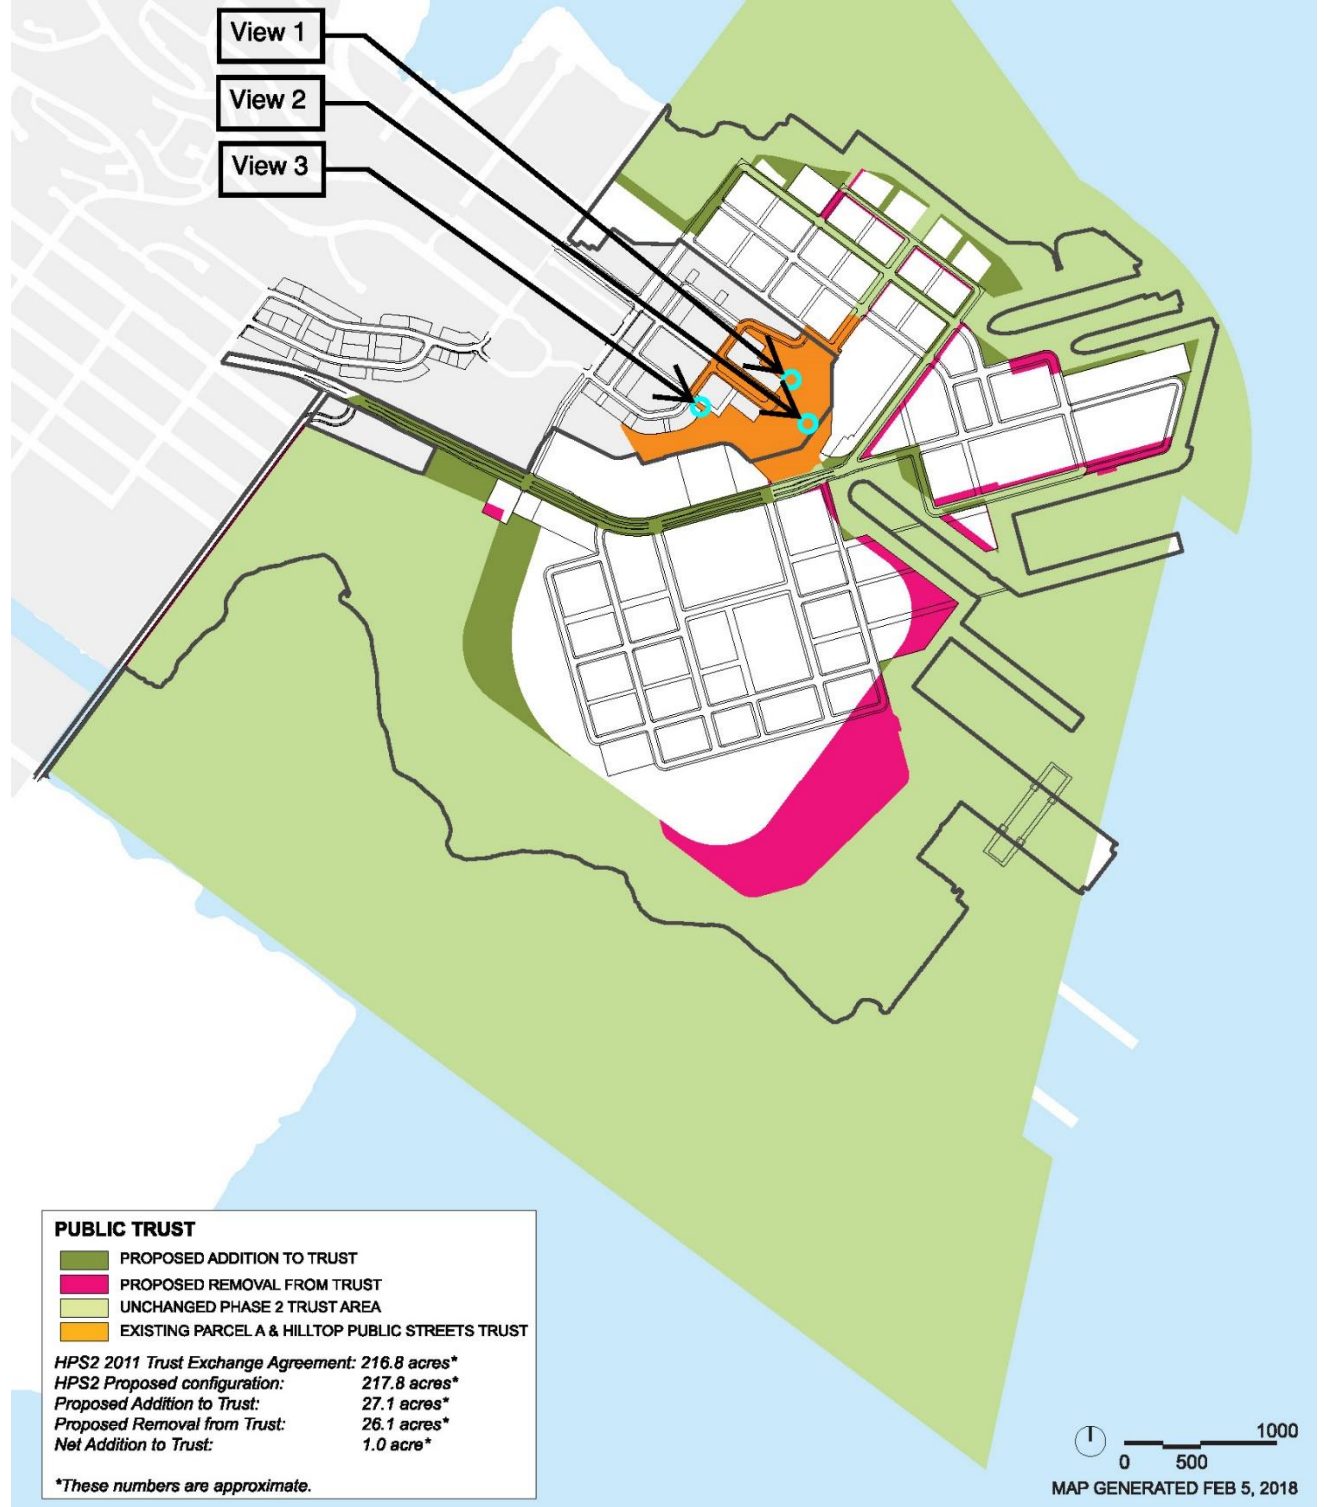 View 1
View 2
View 3
PUBLIC TRUST
PROPOSED ADDITION TO TRUST
PROPOSED REMOVAL FROM TRUST
UNCHANGED PHASE 2 TRUST AREA
EXISTING PARCEL A & HILLTOP PUBLIC STREETS TRUST
HPS2 2011 Trust Exchange Agreement: 216.8 acres*
HPS2 Proposed configuration: 217.8 acres*
Proposed Addition to Trust: 27.1 acres*
Proposed Removal from Trust: 26.1 acres*
Net Addition to Trust: 1.0 acre*
*These numbers are approximate.
1000
0 500
MAP GENERATED FEB 5, 2018